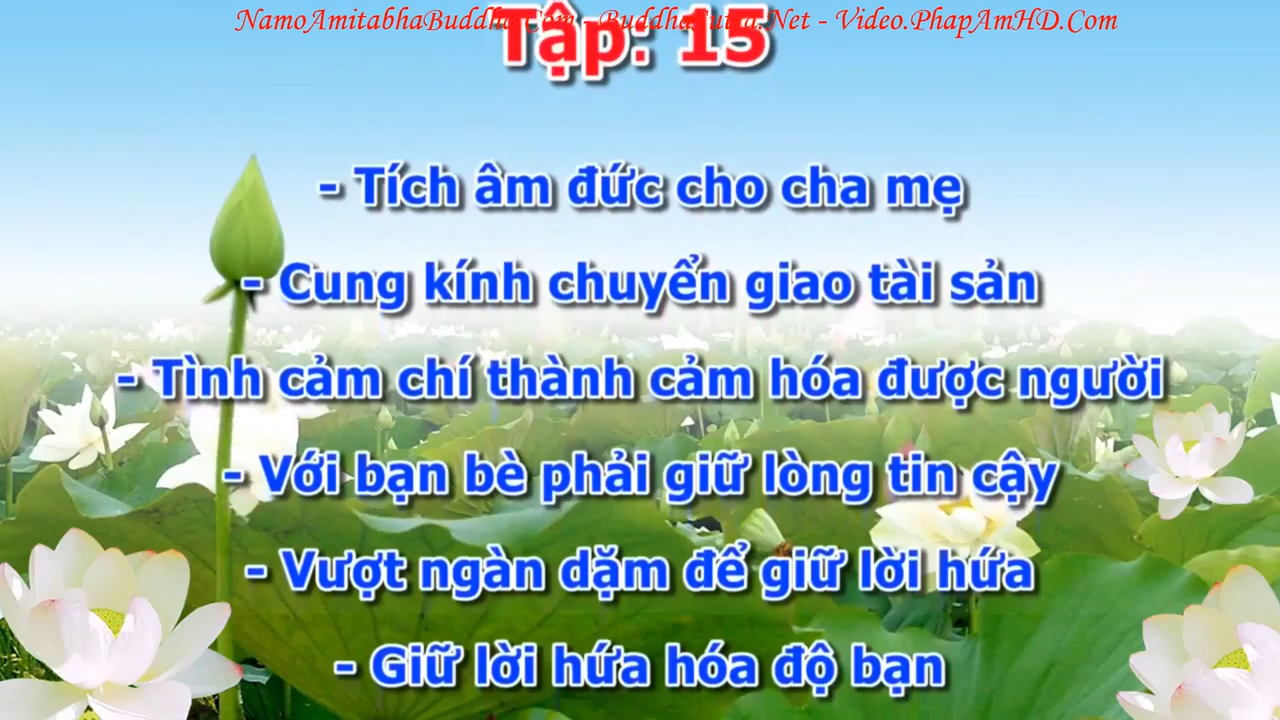 NamoAmitabhaBuddha.Com - BuddhaSutra.Net - Video.PhapAmHD.Com
Tập: 15
- Tích âm đức cho cha mẹ
- Cung kính chuyển giao tài sản
- Tình cảm chí thành cảm hóa được người
- Với bạn bè phải giữ lòng tin cậy
- Vượt ngàn dặm để giữ lời hứa
- Giữ lời hứa hóa độ bạn